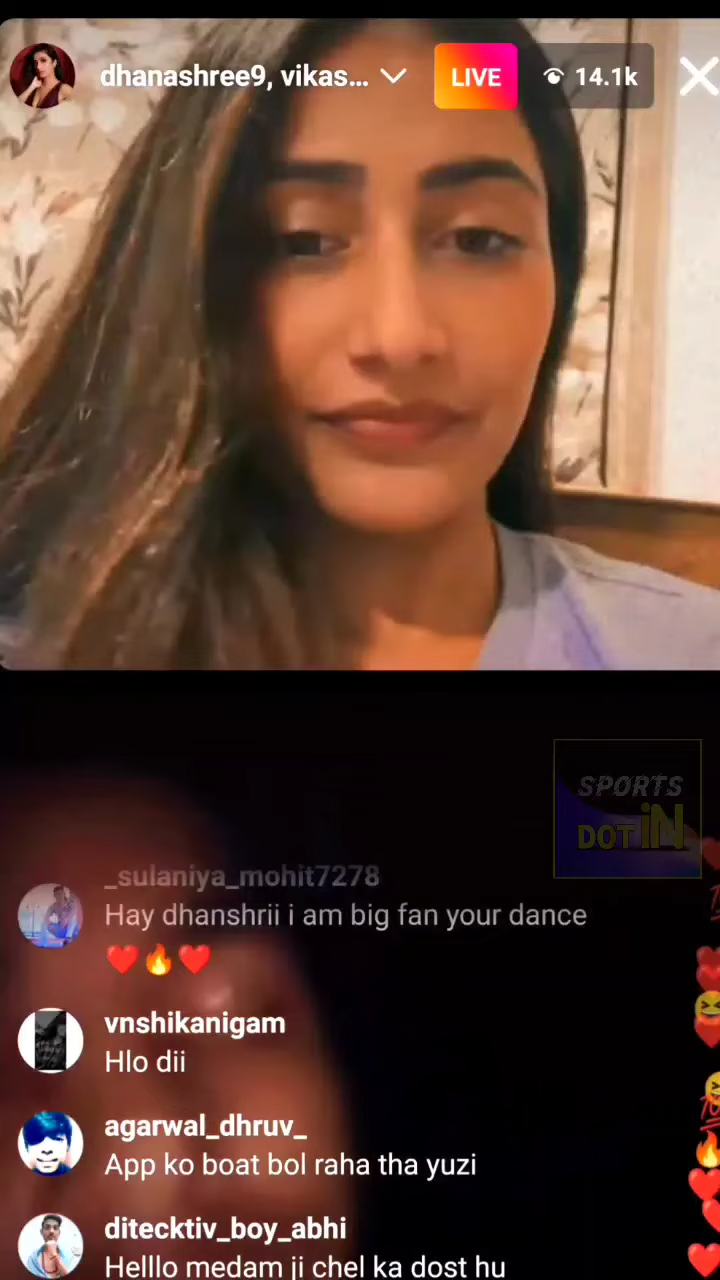 dhanashree9, vikas... LIVE 14.1k
SPORTS
DOT iN
_sulaniya_mohit7278
Hay dhanshrii i am big fan your dance
❤️🔥❤️
vnshikanigam
Hlo dii
agarwal_dhruv_
App ko boat bol raha tha yuzi
ditecktiv_boy_abhi
Helllo medam ji chel ka dost hu